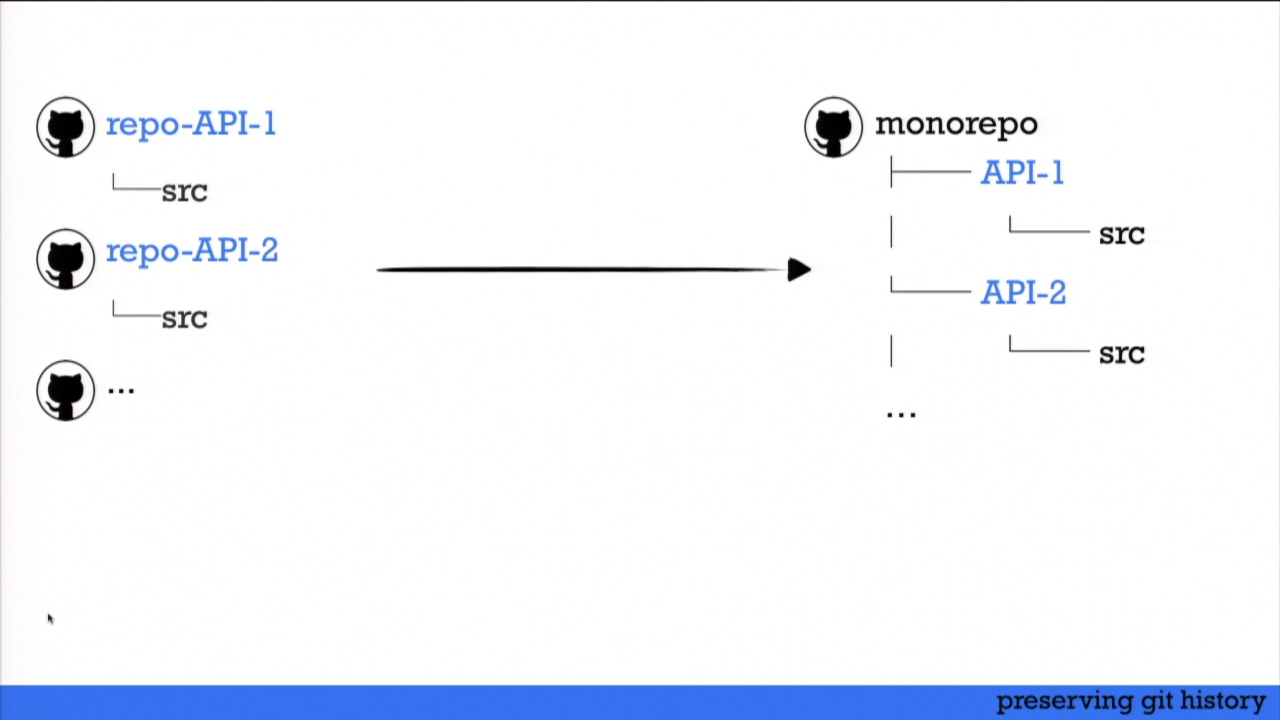 repo-API-1
src
repo-API-2
src
...
monorepo
API-1
src
API-2
src
...
preserving git history